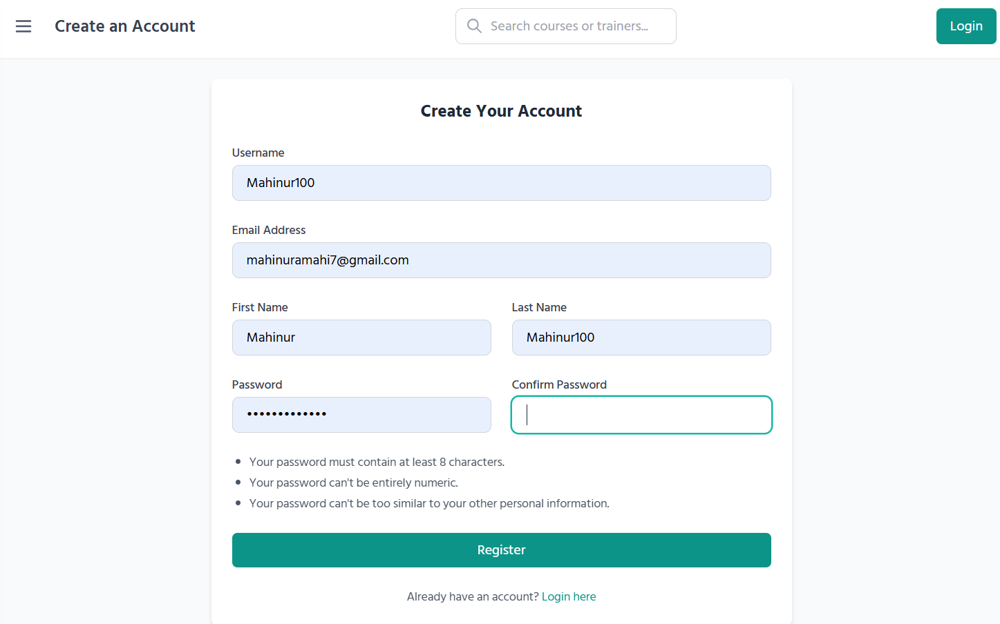 Create an Account
Search courses or trainers...
Login
Create Your Account
Username
Mahinur100
Email Address
mahinuramahi7@gmail.com
First Name
Last Name
Mahinur
Mahinur100
Password
Confirm Password
•••••••••••••
• Your password must contain at least 8 characters.
• Your password can't be entirely numeric.
• Your password can't be too similar to your other personal information.
Register
Already have an account? Login here